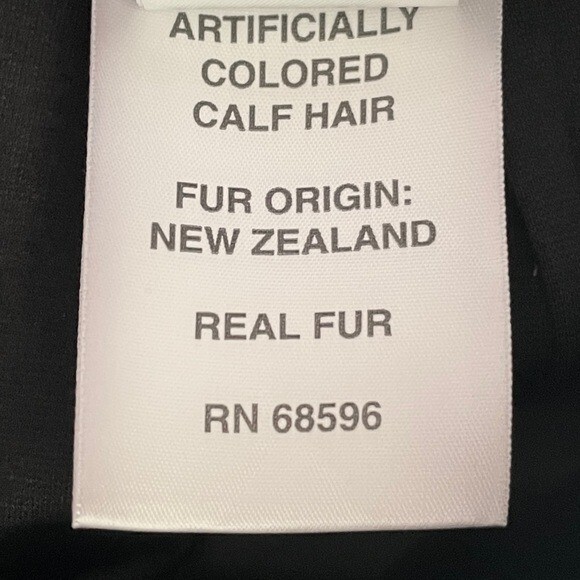 ARTIFICIALLY
COLORED
CALF HAIR
FUR ORIGIN:
NEW ZEALAND
REAL FUR
RN 68596